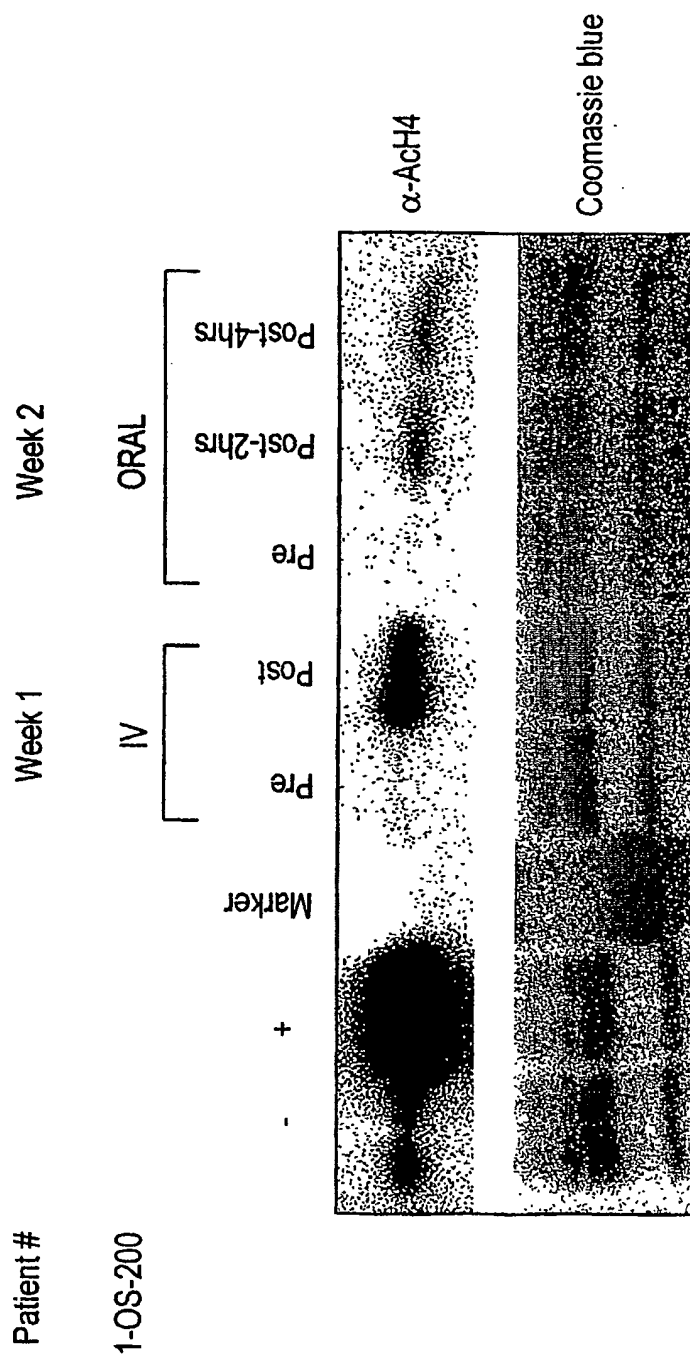 Patient #
Week 1
Week 2
1-OS-200
IV
ORAL
-
+
Marker
Pre
Post
Pre
Post-2hrs
Post-4hrs
α-AcH4
Coomassie blue